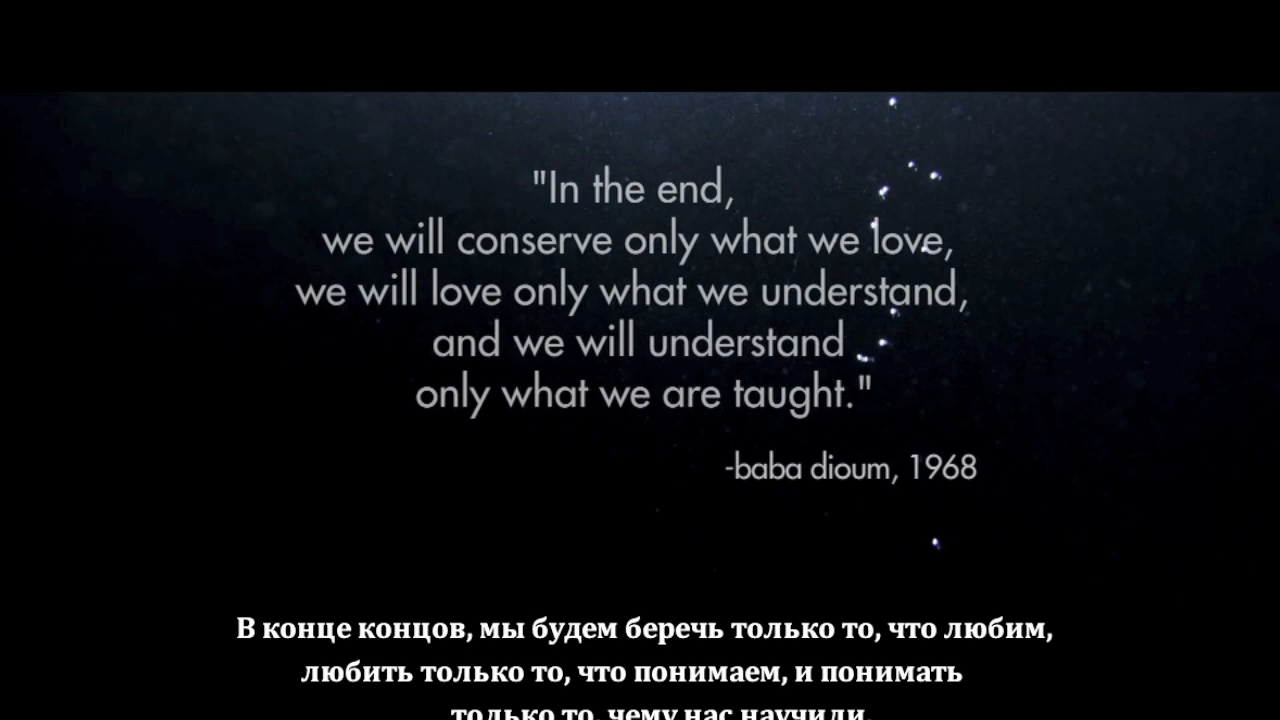 "In the end,
we will conserve only what we love,
we will love only what we understand,
and we will understand
only what we are taught."
-baba dioum, 1968
В конце концов, мы будем беречь только то, что любим,
любить только то, что понимаем, и понимать
только то, чему нас научили.